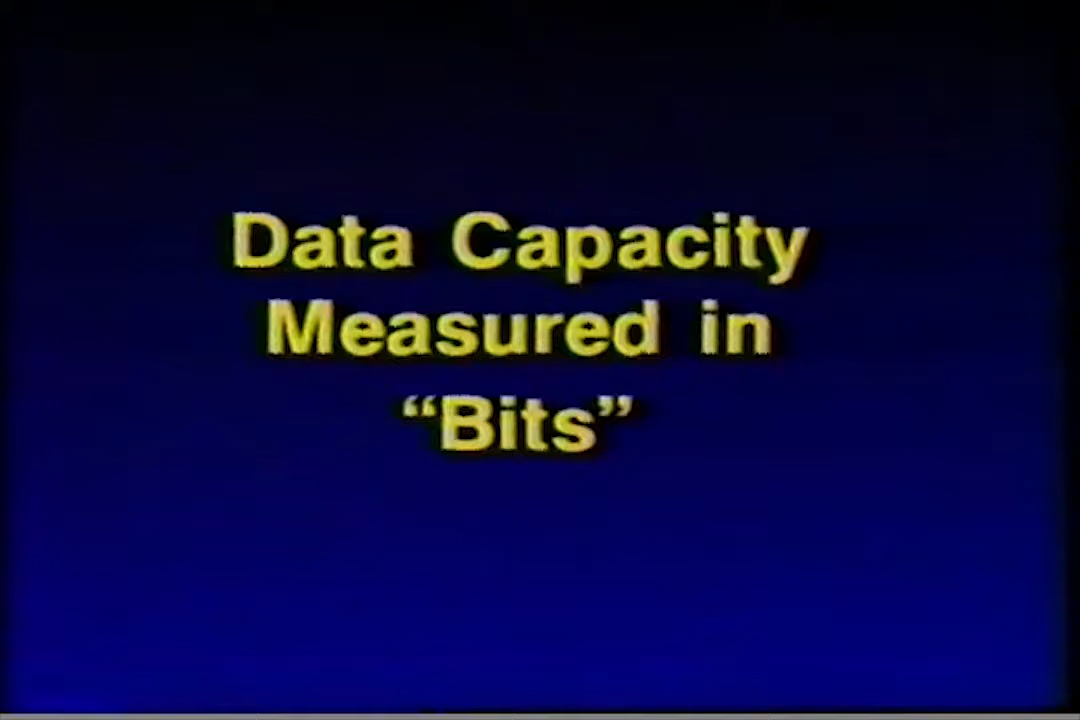 Data Capacity
Measured in
“Bits”